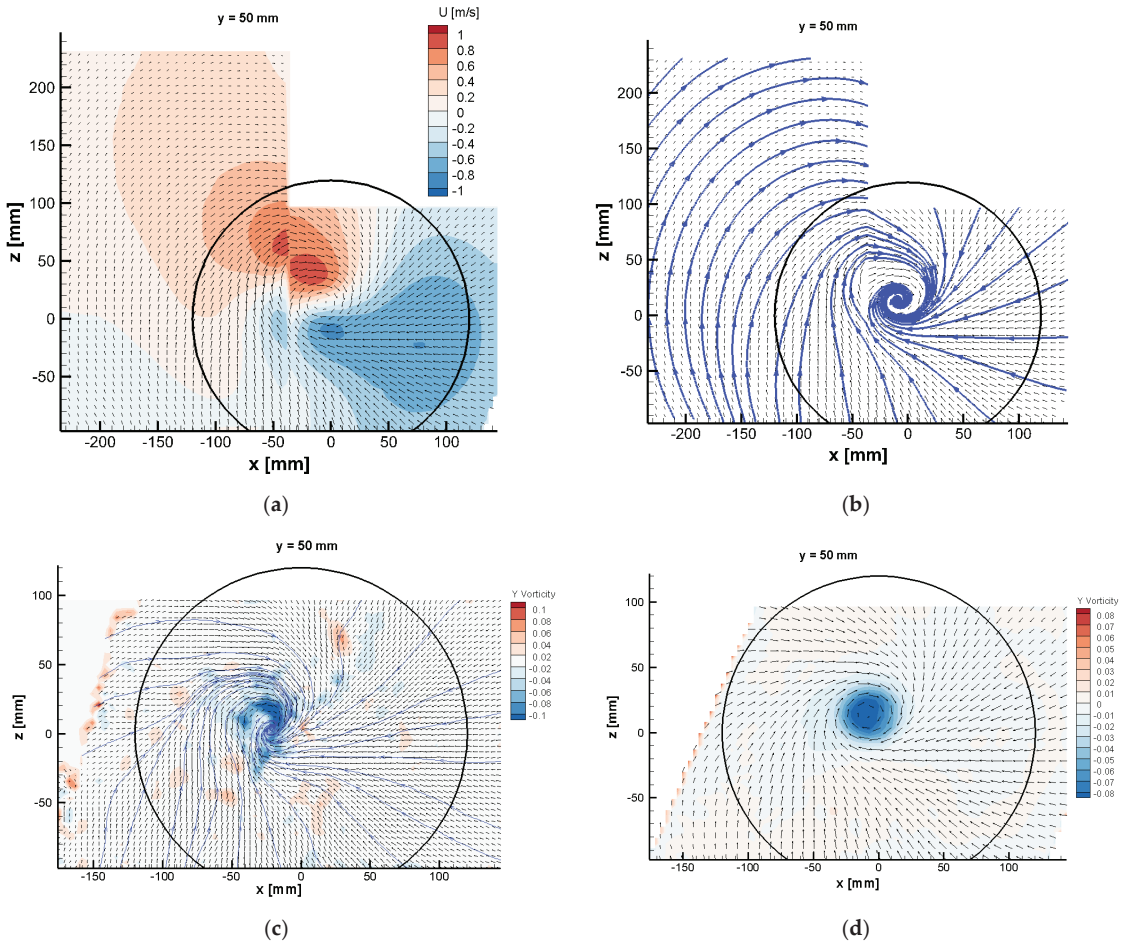 y = 50 mm
U [m/s]
1
0.8
0.6
0.4
0.2
0
-0.2
-0.4
-0.6
-0.8
-1
z [mm]
200
150
100
50
0
-50
-200 -150 -100 -50 0 50 100
x [mm]
(a)
y = 50 mm
z [mm]
200
150
100
50
0
-50
-200 -150 -100 -50 0 50 100
x [mm]
(b)
y = 50 mm
Y Vorticity
0.1
0.08
0.06
0.04
0.02
-0.02
-0.04
-0.06
-0.08
-0.1
z [mm]
100
50
0
-50
-150 -100 -50 0 50 100
x [mm]
(c)
y = 50 mm
Y Vorticity
0.08
0.07
0.06
0.05
0.04
0.03
0.02
0.01
0
-0.01
-0.02
-0.03
-0.04
-0.05
-0.06
-0.07
-0.08
z [mm]
100
50
0
-50
-150 -100 -50 0 50 100
x [mm]
(d)